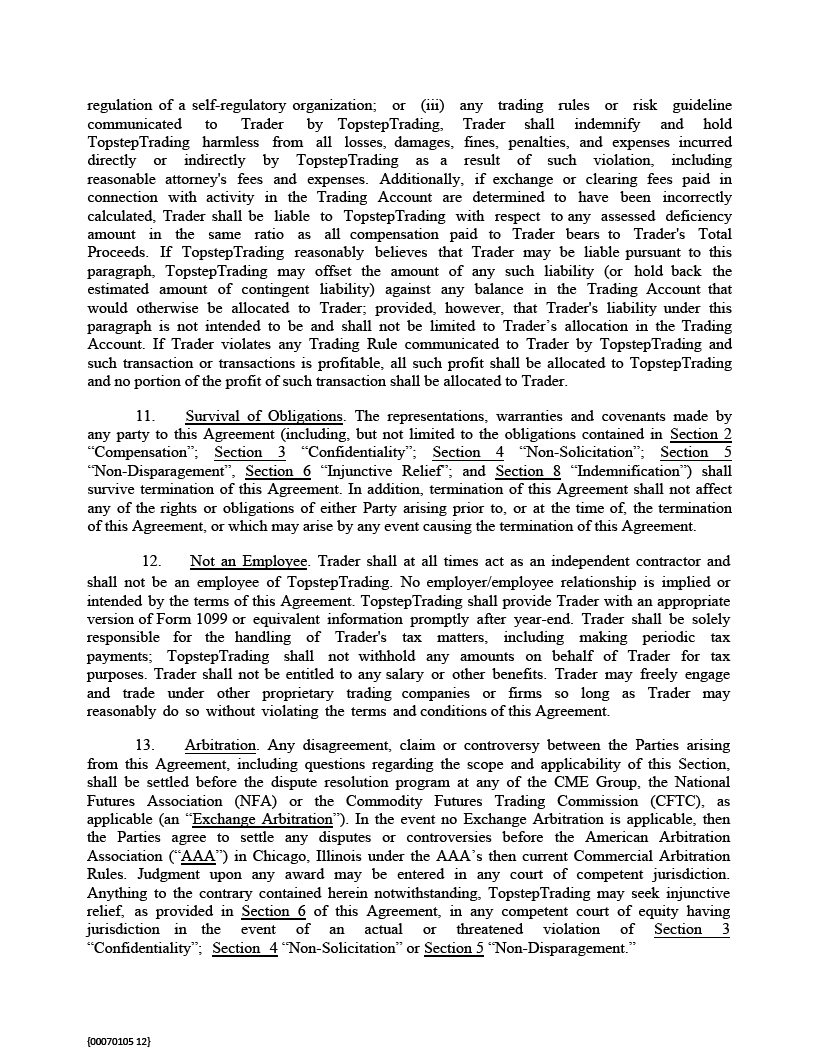 regulation of a self-regulatory organization; or (iii) any trading rules or risk guideline
communicated to Trader by TopstepTrading, Trader shall indemnify and hold
TopstepTrading harmless from all losses, damages, fines, penalties, and expenses incurred
directly or indirectly by TopstepTrading as a result of such violation, including
reasonable attorney's fees and expenses. Additionally, if exchange or clearing fees paid in
connection with activity in the Trading Account are determined to have been incorrectly
calculated, Trader shall be liable to TopstepTrading with respect to any assessed deficiency
amount in the same ratio as all compensation paid to Trader bears to Trader's Total
Proceeds. If TopstepTrading reasonably believes that Trader may be liable pursuant to this
paragraph, TopstepTrading may offset the amount of any such liability (or hold back the
estimated amount of contingent liability) against any balance in the Trading Account that
would otherwise be allocated to Trader; provided, however, that Trader's liability under this
paragraph is not intended to be and shall not be limited to Trader’s allocation in the Trading
Account. If Trader violates any Trading Rule communicated to Trader by TopstepTrading and
such transaction or transactions is profitable, all such profit shall be allocated to TopstepTrading
and no portion of the profit of such transaction shall be allocated to Trader.
11. Survival of Obligations. The representations, warranties and covenants made by
any party to this Agreement (including, but not limited to the obligations contained in Section 2
“Compensation”; Section 3 “Confidentiality”; Section 4 “Non-Solicitation”; Section 5
“Non-Disparagement”, Section 6 “Injunctive Relief”; and Section 8 “Indemnification”) shall
survive termination of this Agreement. In addition, termination of this Agreement shall not affect
any of the rights or obligations of either Party arising prior to, or at the time of, the termination
of this Agreement, or which may arise by any event causing the termination of this Agreement.
12. Not an Employee. Trader shall at all times act as an independent contractor and
shall not be an employee of TopstepTrading. No employer/employee relationship is implied or
intended by the terms of this Agreement. TopstepTrading shall provide Trader with an appropriate
version of Form 1099 or equivalent information promptly after year-end. Trader shall be solely
responsible for the handling of Trader's tax matters, including making periodic tax
payments; TopstepTrading shall not withhold any amounts on behalf of Trader for tax
purposes. Trader shall not be entitled to any salary or other benefits. Trader may freely engage
and trade under other proprietary trading companies or firms so long as Trader may
reasonably do so without violating the terms and conditions of this Agreement.
13. Arbitration. Any disagreement, claim or controversy between the Parties arising
from this Agreement, including questions regarding the scope and applicability of this Section,
shall be settled before the dispute resolution program at any of the CME Group, the National
Futures Association (NFA) or the Commodity Futures Trading Commission (CFTC), as
applicable (an “Exchange Arbitration”). In the event no Exchange Arbitration is applicable, then
the Parties agree to settle any disputes or controversies before the American Arbitration
Association (“AAA”) in Chicago, Illinois under the AAA’s then current Commercial Arbitration
Rules. Judgment upon any award may be entered in any court of competent jurisdiction.
Anything to the contrary contained herein notwithstanding, TopstepTrading may seek injunctive
relief, as provided in Section 6 of this Agreement, in any competent court of equity having
jurisdiction in the event of an actual or threatened violation of Section 3
“Confidentiality”; Section 4 “Non-Solicitation” or Section 5 “Non-Disparagement.”
{00070105 12}